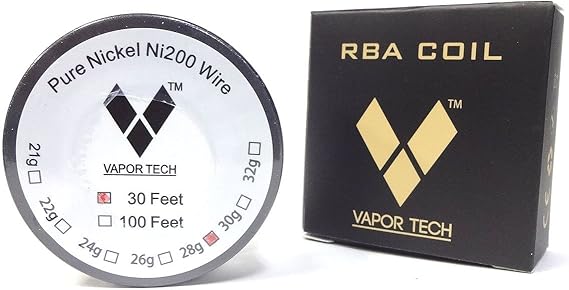 Pure Nickel Ni200 Wire
TM
VAPOR TECH
30 Feet
100 Feet
21g
22g
24g
26g
28g
30g
32g
RBA COIL
TM
VAPOR TECH